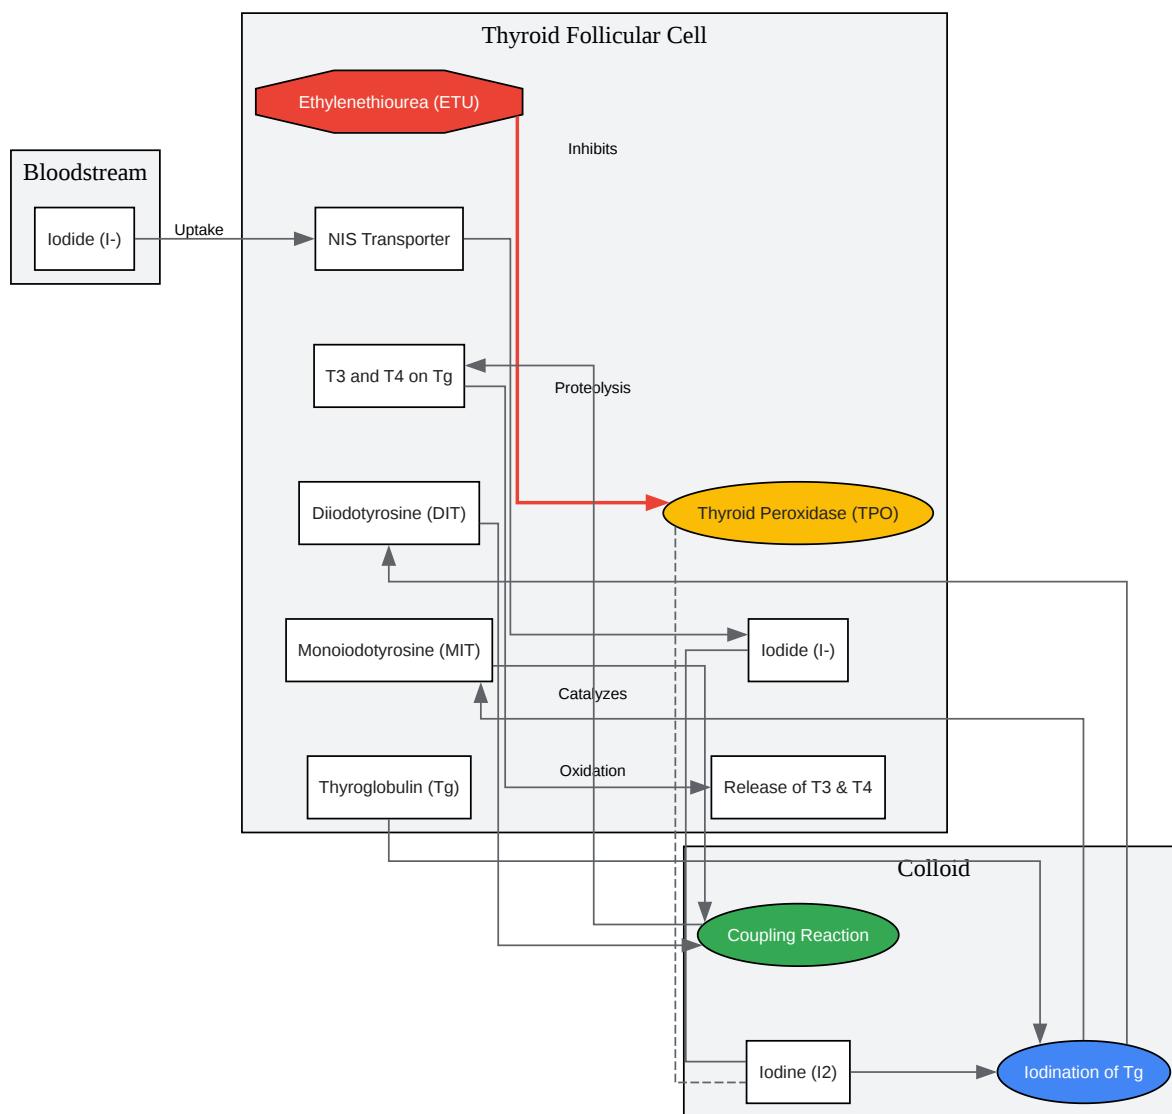 Thyroid Follicular Cell
Ethylenethiourea (ETU)
Inhibits
Bloodstream
Iodide (I-)
Uptake
NIS Transporter
T3 and T4 on Tg
Proteolysis
Diiodotyrosine (DIT)
Thyroid Peroxidase (TPO)
Monoiodotyrosine (MIT)
Iodide (I-)
Catalyzes
Oxidation
Thyroglobulin (Tg)
Release of T3 & T4
Colloid
Coupling Reaction
Iodine (I2)
Iodination of Tg